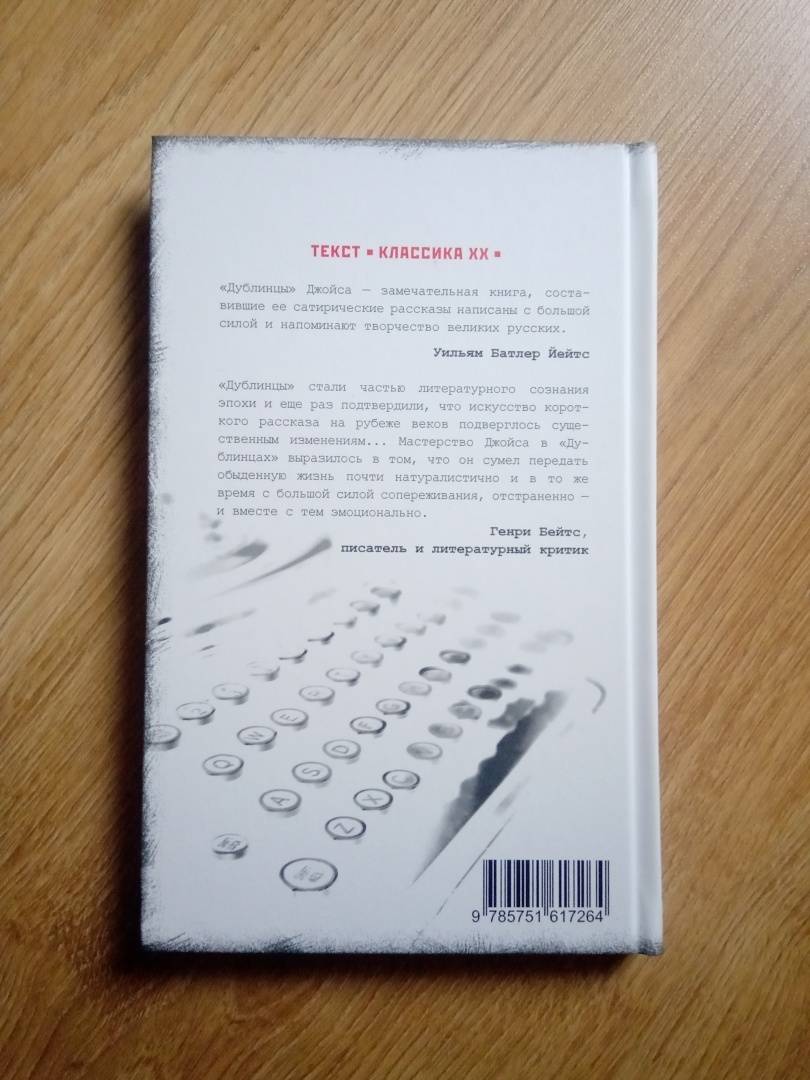 ТЕКСТ ▪ КЛАССИКА XX ▪
«Дублинцы» Джойса — замечательная книга, соста-
вившие ее сатирические рассказы написаны с большой
силой и напоминают творчество великих русских.
Уильям Батлер Йейтс
«Дублинцы» стали частью литературного сознания
эпохи и еще раз подтвердили, что искусство корот-
кого рассказа на рубеже веков подверглось суще-
ственным изменениям... Мастерство Джойса в «Ду-
блинцах» выразилось в том, что он сумел передать
обыденную жизнь почти натуралистично и в то же
время с большой силой сопереживания, отстраненно —
и вместе с тем эмоционально.
Генри Бейтс,
писатель и литературный критик
Q W E
A S D F G
Z X C
9 785751 617264